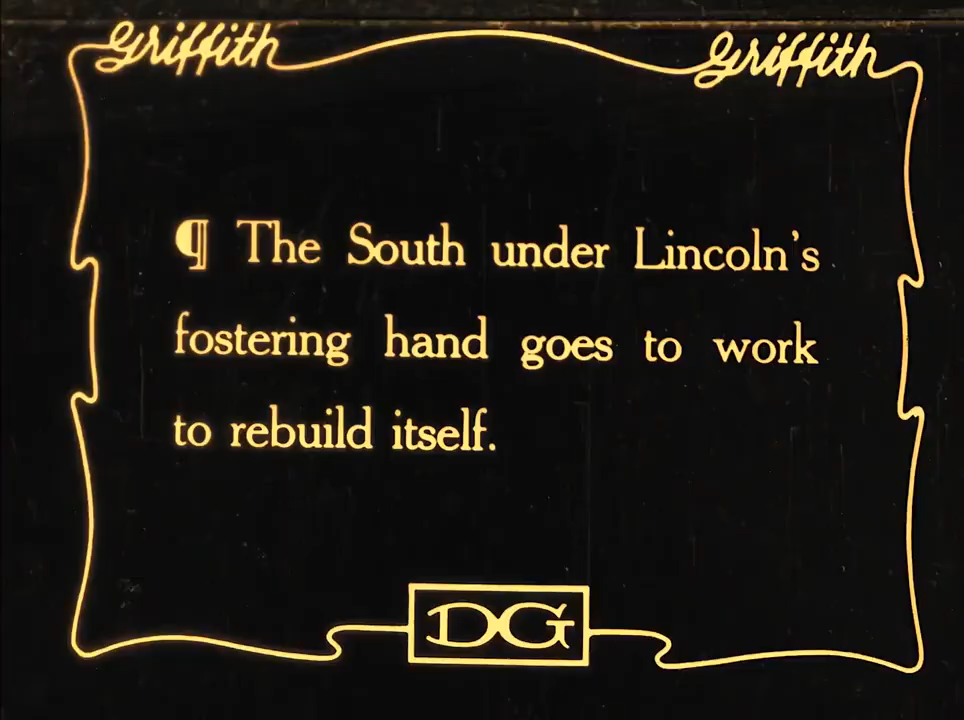 Griffith Griffith
¶ The South under Lincoln's
fostering hand goes to work
to rebuild itself.
DG